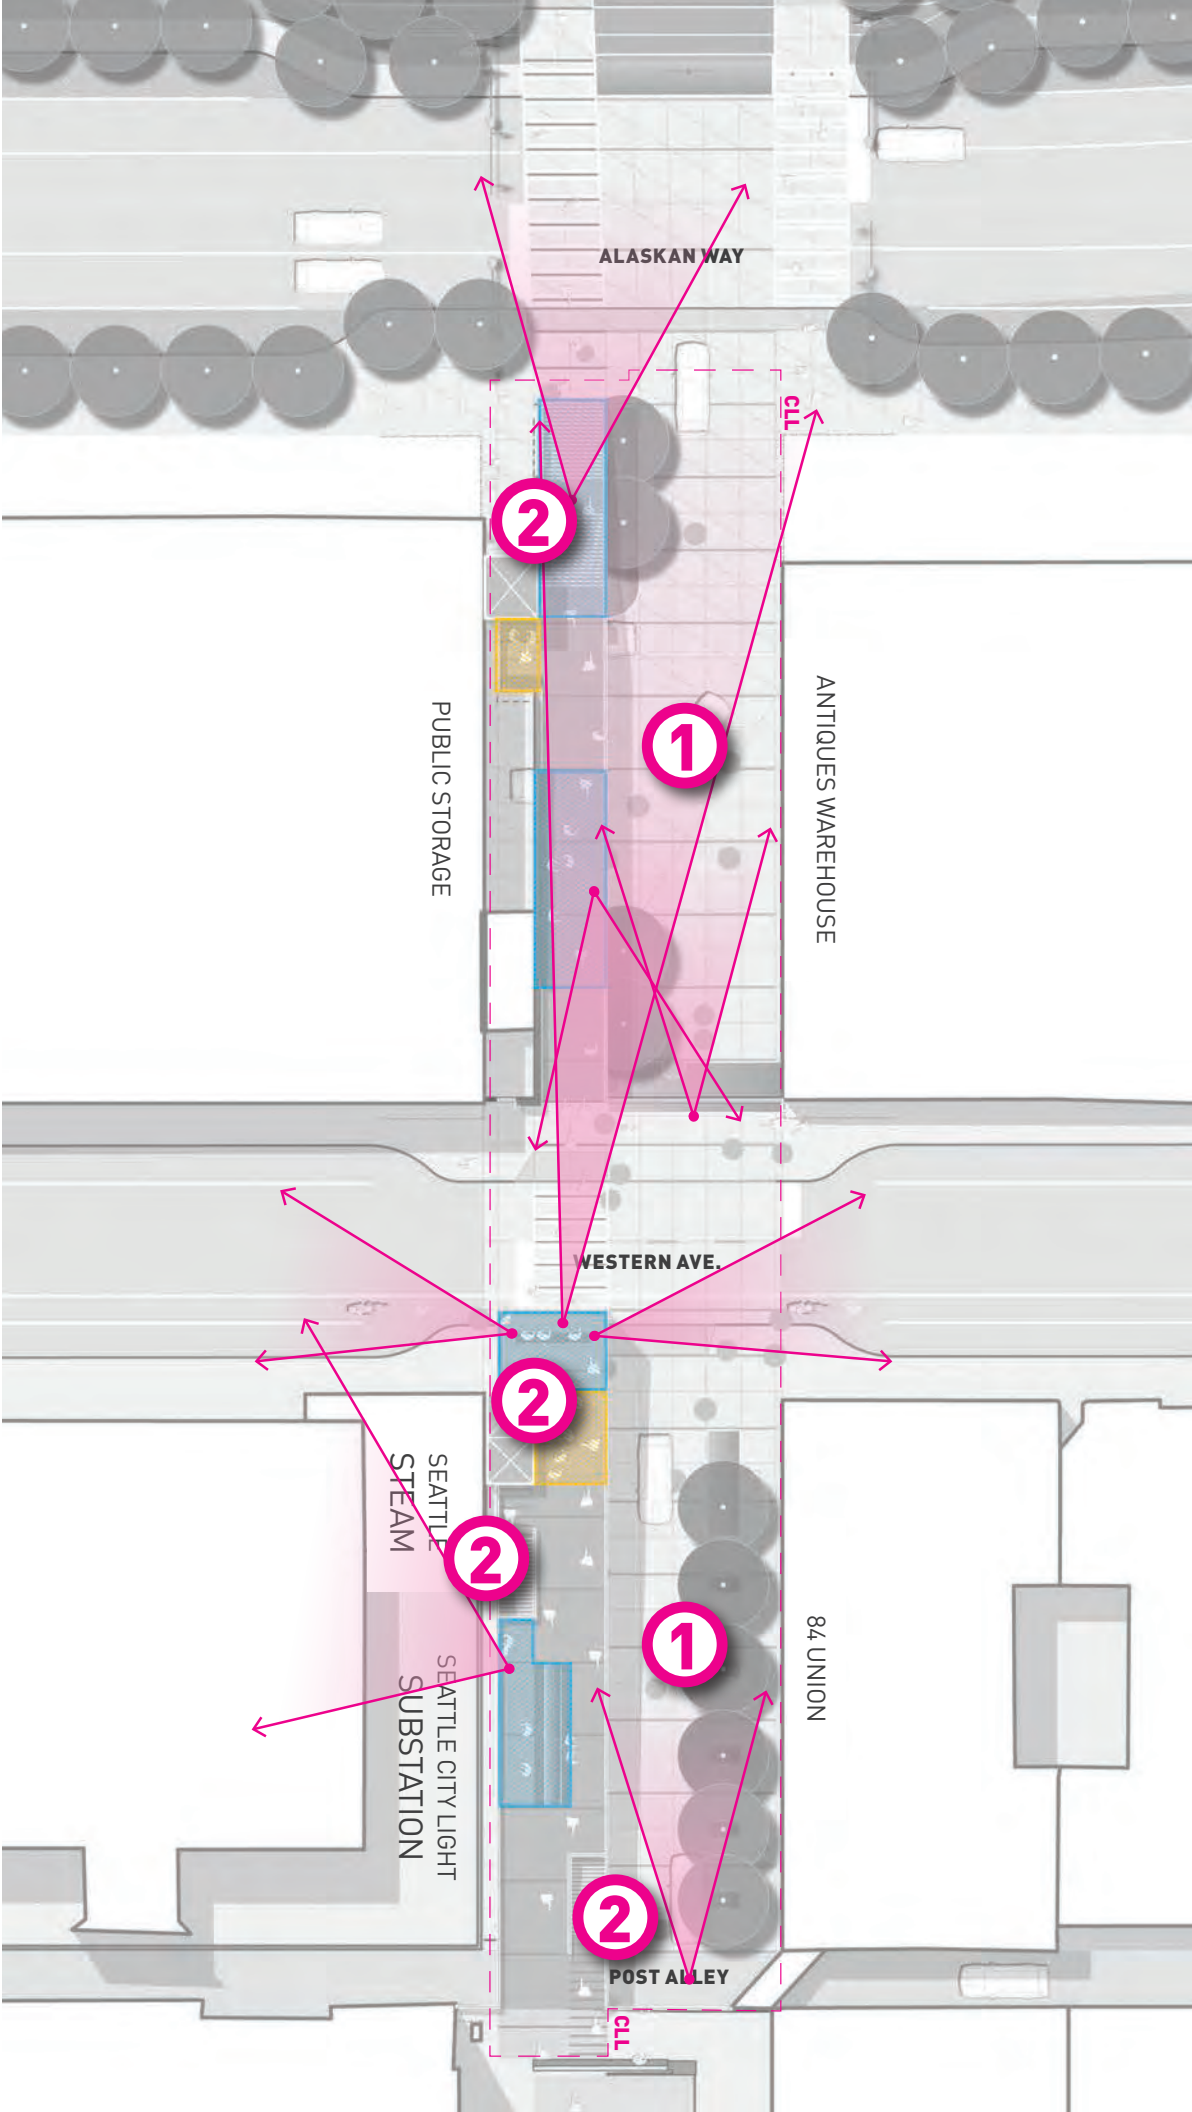 ALASKAN WAY
CLL
2
1
PUBLIC STORAGE
ANTIQUES WAREHOUSE
WESTERN AVE.
2
SEATTLE
STEAM
2
1
84 UNION
SEATTLE CITY LIGHT
SUBSTATION
2
POST ALLEY
CLL